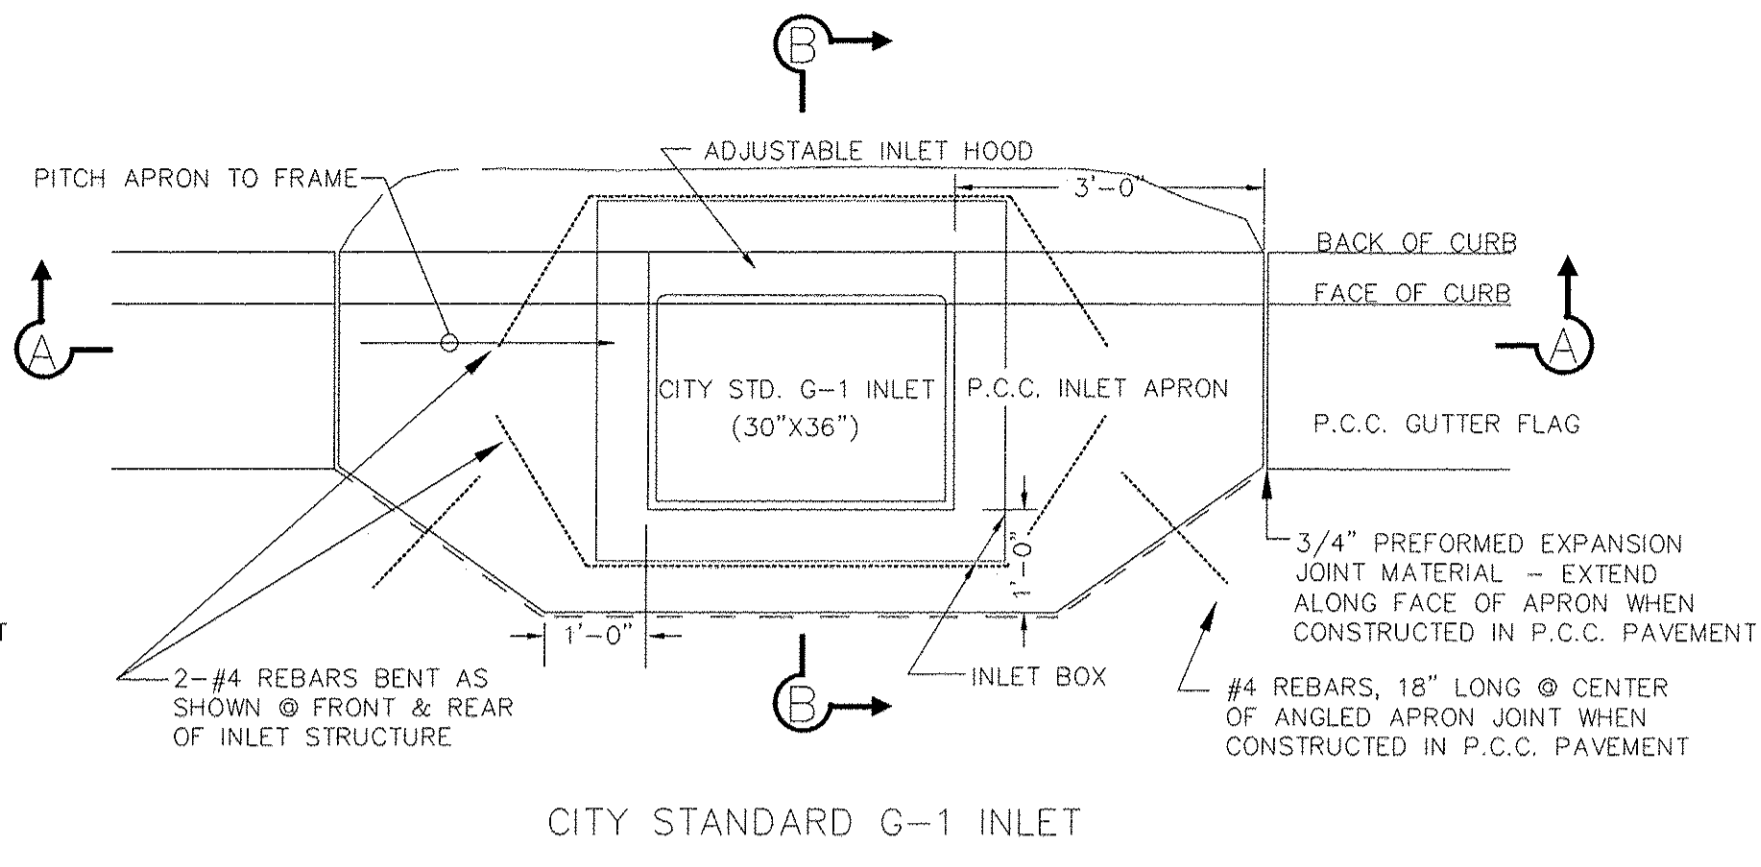 B
ADJUSTABLE INLET HOOD
PITCH APRON TO FRAME
3'-0"
BACK OF CURB
FACE OF CURB
A
A
CITY STD. G-1 INLET
(30"X36")
P.C.C. INLET APRON
P.C.C. GUTTER FLAG
3/4" PREFORMED EXPANSION
JOINT MATERIAL - EXTEND
ALONG FACE OF APRON WHEN
CONSTRUCTED IN P.C.C. PAVEMENT
1'-0"
1'-0"
T
2-#4 REBARS BENT AS
SHOWN @ FRONT & REAR
OF INLET STRUCTURE
INLET BOX
B
#4 REBARS, 18" LONG @ CENTER
OF ANGLED APRON JOINT WHEN
CONSTRUCTED IN P.C.C. PAVEMENT
CITY STANDARD G-1 INLET